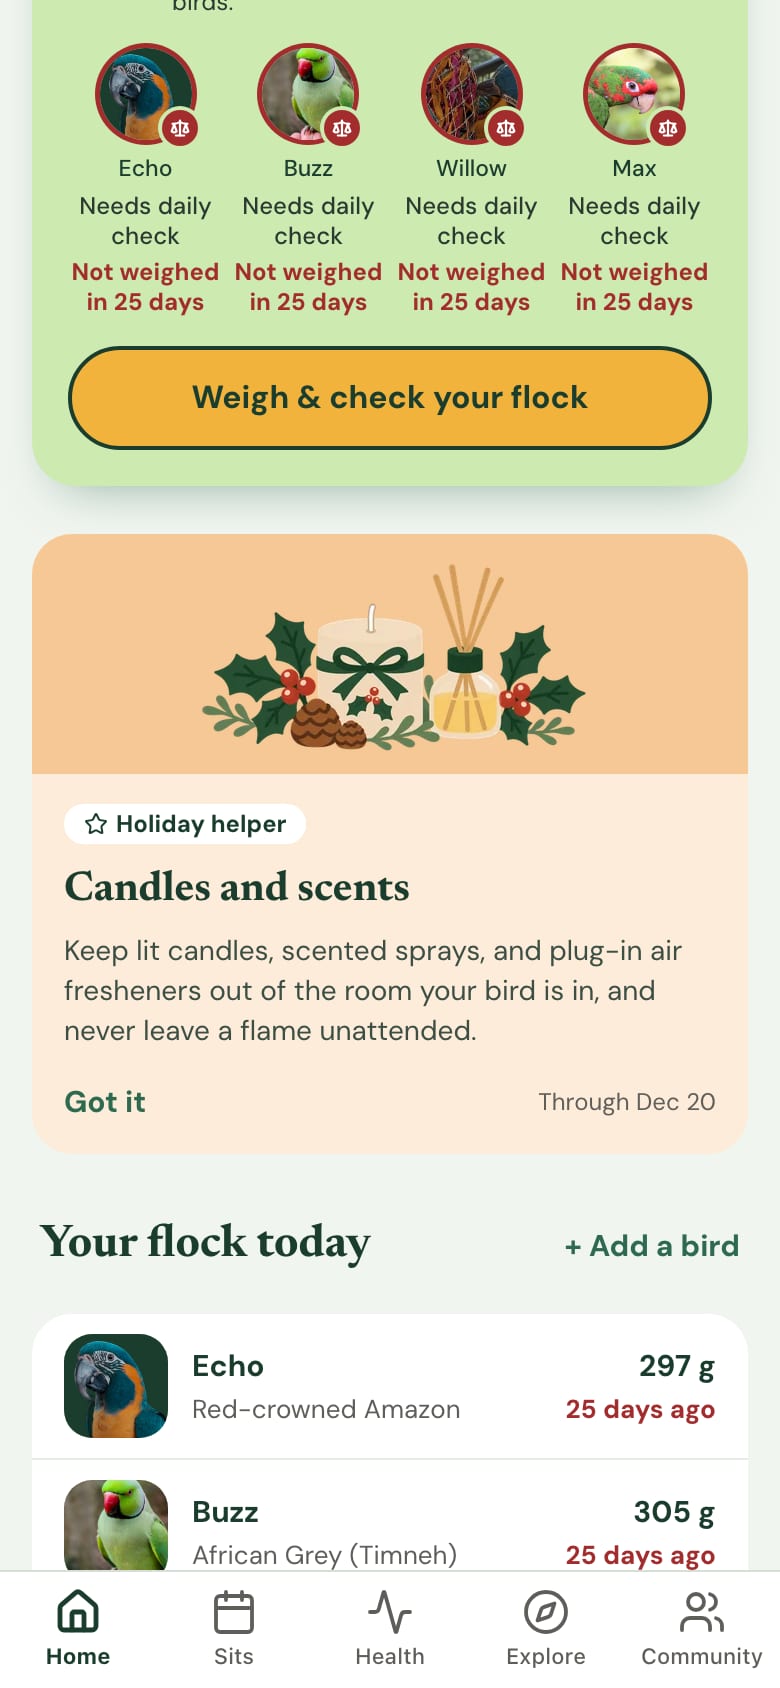 birds.
Echo
Buzz
Willow
Max
Needs daily check
Needs daily check
Needs daily check
Needs daily check
Not weighed in 25 days
Not weighed in 25 days
Not weighed in 25 days
Not weighed in 25 days
Weigh & check your flock
Holiday helper
Candles and scents
Keep lit candles, scented sprays, and plug-in air
fresheners out of the room your bird is in, and
never leave a flame unattended.
Got it
Through Dec 20
Your flock today
+ Add a bird
Echo
297 g
Red-crowned Amazon
25 days ago
Buzz
305 g
African Grey (Timneh)
25 days ago
Home
Sits
Health
Explore
Community